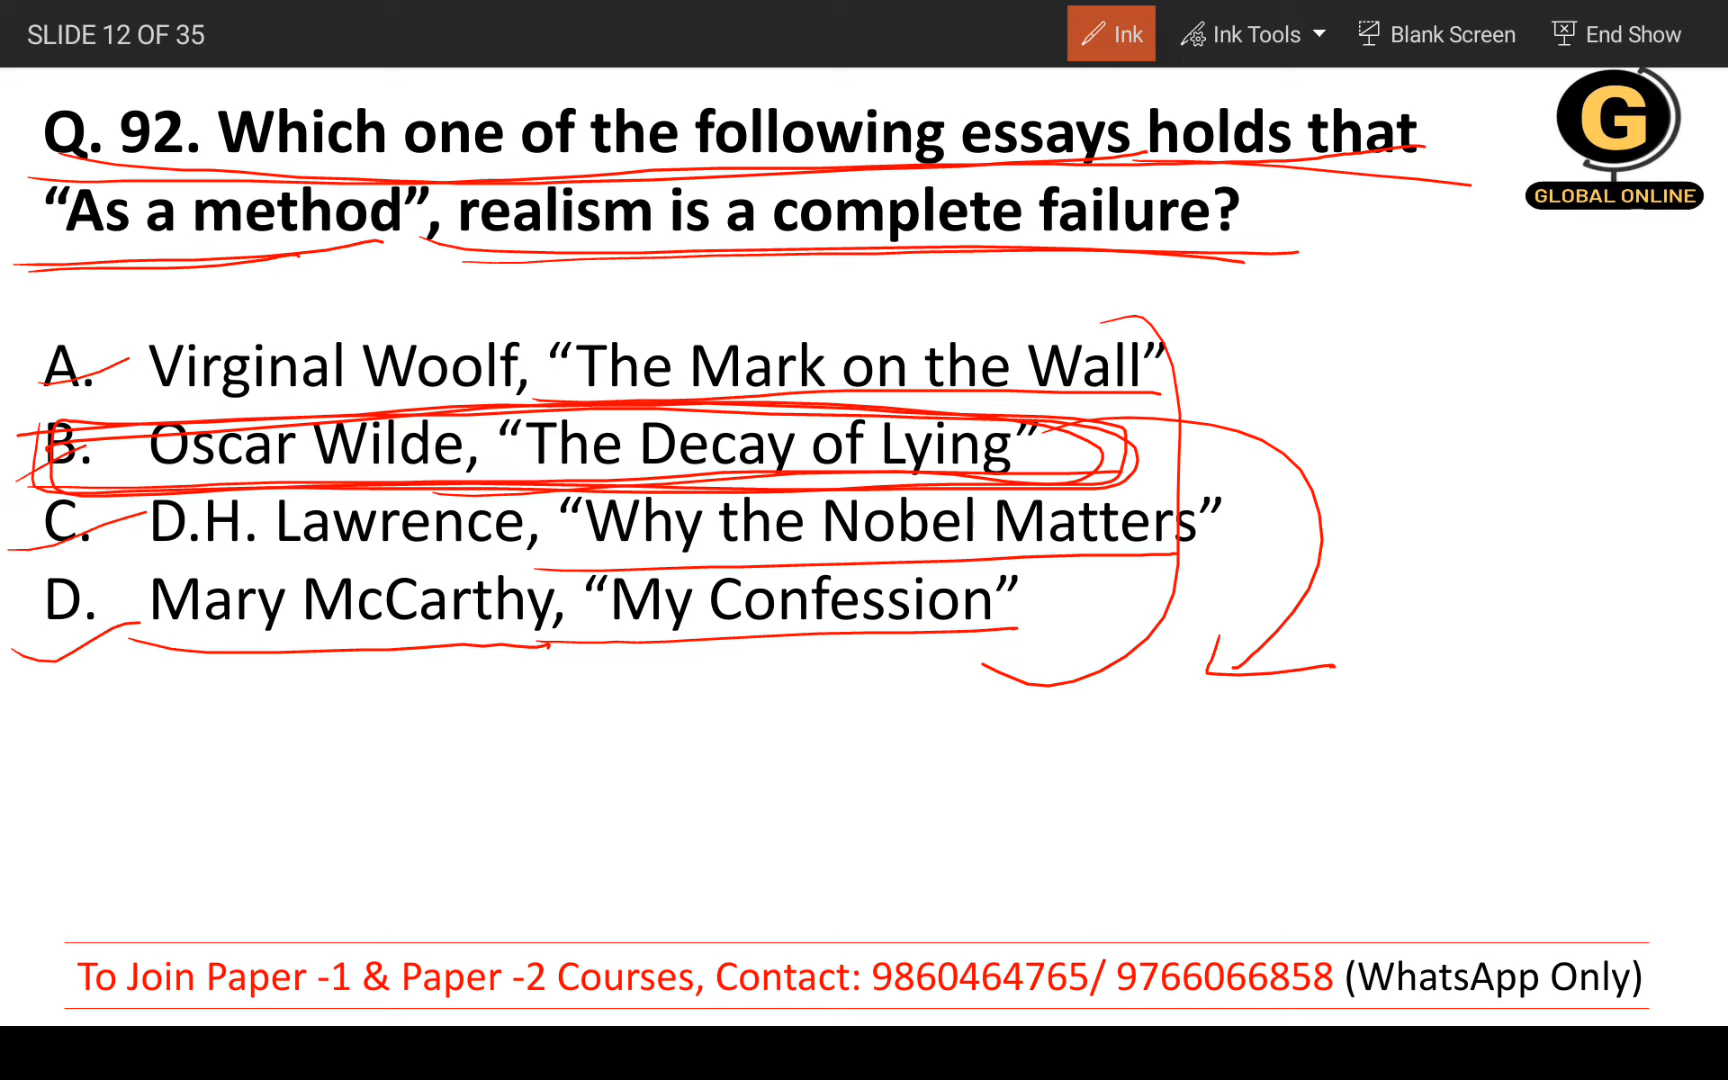 SLIDE 12 OF 35
Ink
Ink Tools
Blank Screen
End Show
G
GLOBAL ONLINE
Q. 92. Which one of the following essays holds that
“As a method”, realism is a complete failure?
A. Virginal Woolf, “The Mark on the Wall”
B. Oscar Wilde, “The Decay of Lying”
C. D.H. Lawrence, “Why the Nobel Matters”
D. Mary McCarthy, “My Confession”
To Join Paper -1 & Paper -2 Courses, Contact: 9860464765/ 9766066858 (WhatsApp Only)